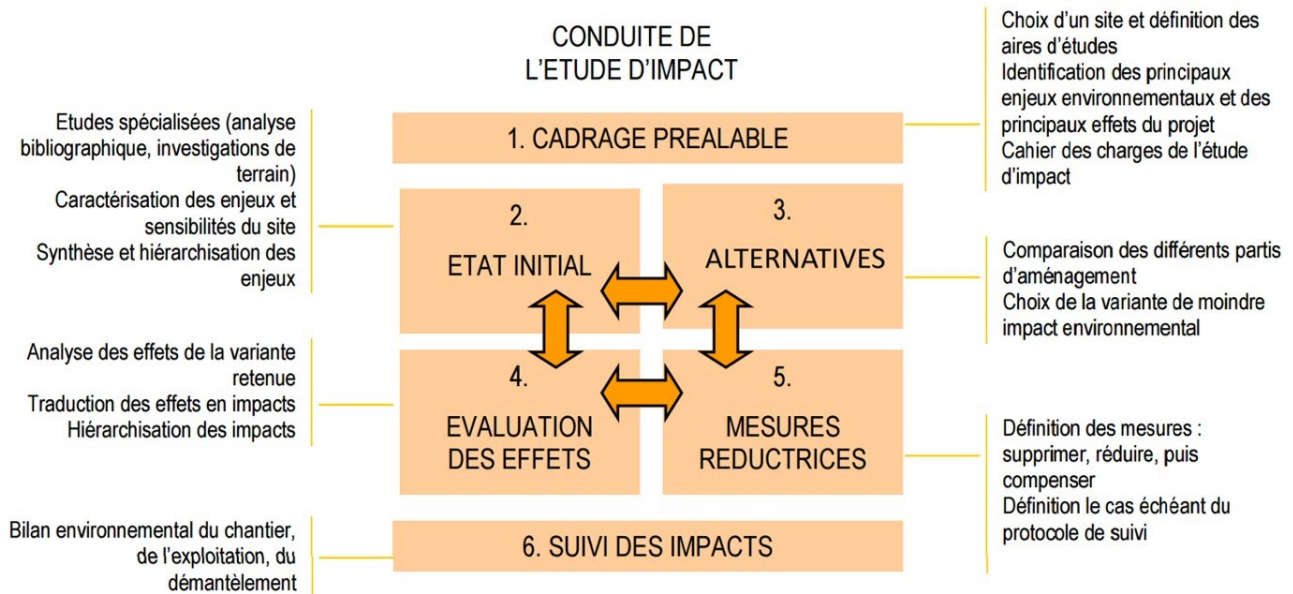 CONDUITE DE
L'ETUDE D'IMPACT
1. CADRAGE PREALABLE
Choix d'un site et définition des
aires d'études
Identification des principaux
enjeux environnementaux et des
principaux effets du projet
Cahier des charges de l'étude
d'impact
Etudes spécialisées (analyse
bibliographique, investigations de
terrain)
Caractérisation des enjeux et
sensibilités du site
Synthèse et hiérarchisation des
enjeux
2.
ETAT INITIAL
3.
ALTERNATIVES
Comparaison des différents partis
d'aménagement
Choix de la variante de moindre
impact environnemental
Analyse des effets de la variante
retenue
Traduction des effets en impacts
Hiérarchisation des impacts
4.
EVALUATION
DES EFFETS
5.
MESURES
REDUCTRICES
Définition des mesures :
supprimer, réduire, puis
compenser
Définition le cas échéant du
protocole de suivi
Bilan environnemental du chantier,
de l'exploitation, du
démantèlement
6. SUIVI DES IMPACTS